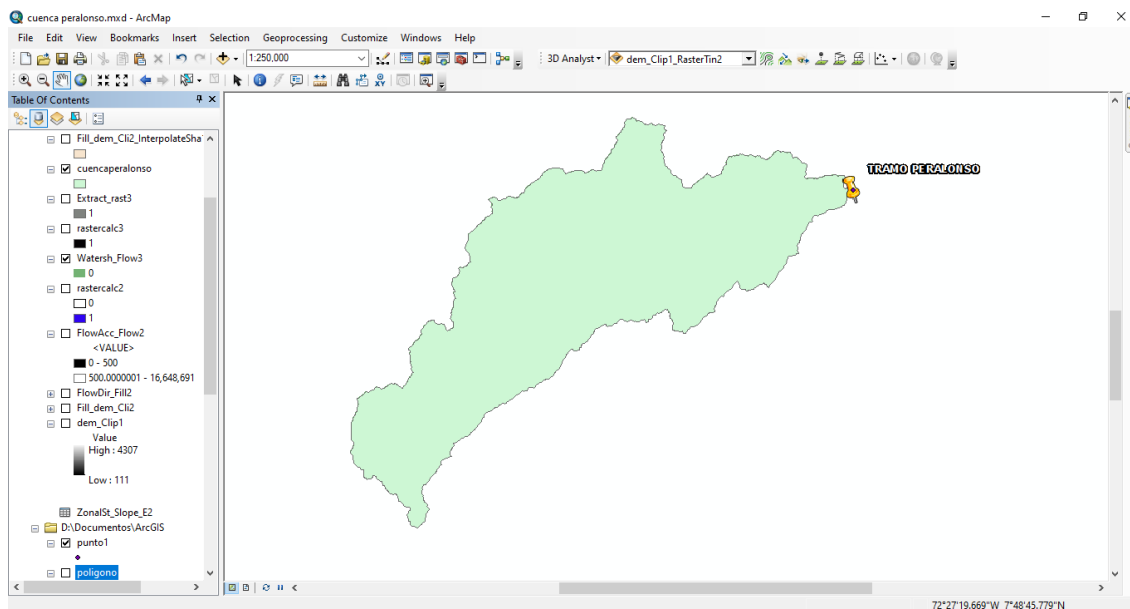 cuenca peralonso.mxd - ArcMap
File Edit View Bookmarks Insert Selection Geoprocessing Customize Windows Help
1:250.000
3D Analyst
dem_Clip1_RasterTin2
Table Of Contents
Fill_dem_Cli2_InterpolateSha
cuencaperalonso
Extract_rast3
1
rastercalc3
1
Watersh_Flow3
0
rastercalc2
0
1
FlowAcc_Flow2
<VALUE>
0 - 500
500.0000001 - 16,648,691
FlowDir_Fill2
Fill_dem_Cli2
dem_Clip1
Value
High : 4307
Low : 111
ZonalSt_Slope_E2
D:\Documentos\ArcGIS
punto1
poligono
TRAMO PERALONSO
72°27'19.669"W 7°48'45.779"N